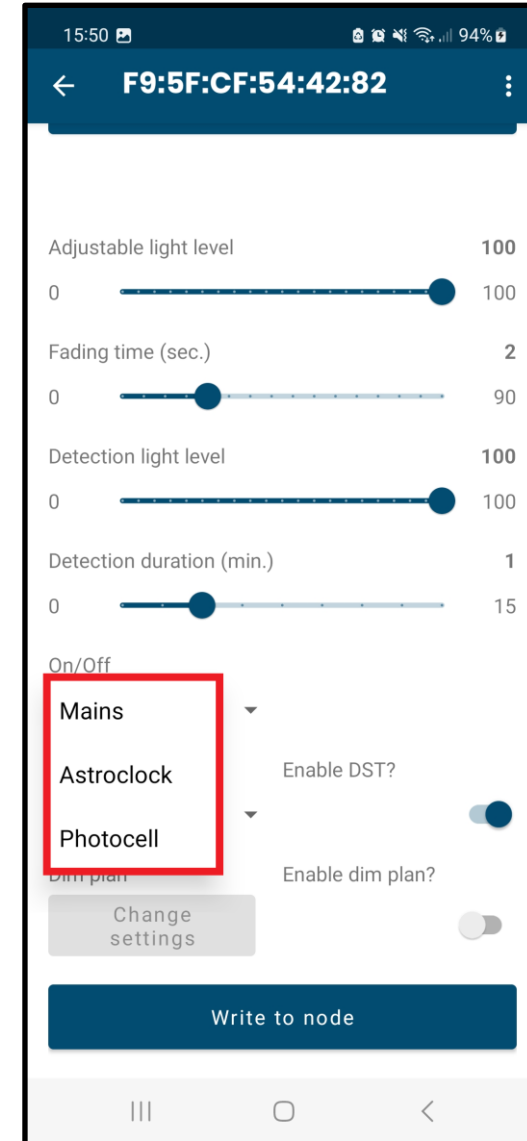 15:50 94%
F9:5F:CF:54:42:82
Adjustable light level 100
0 100
Fading time (sec.) 2
0 90
Detection light level 100
0 100
Detection duration (min.) 1
0 15
On/Off
Mains
Astroclock Enable DST?
Photocell
Dim plan Enable dim plan?
Change
settings
Write to node